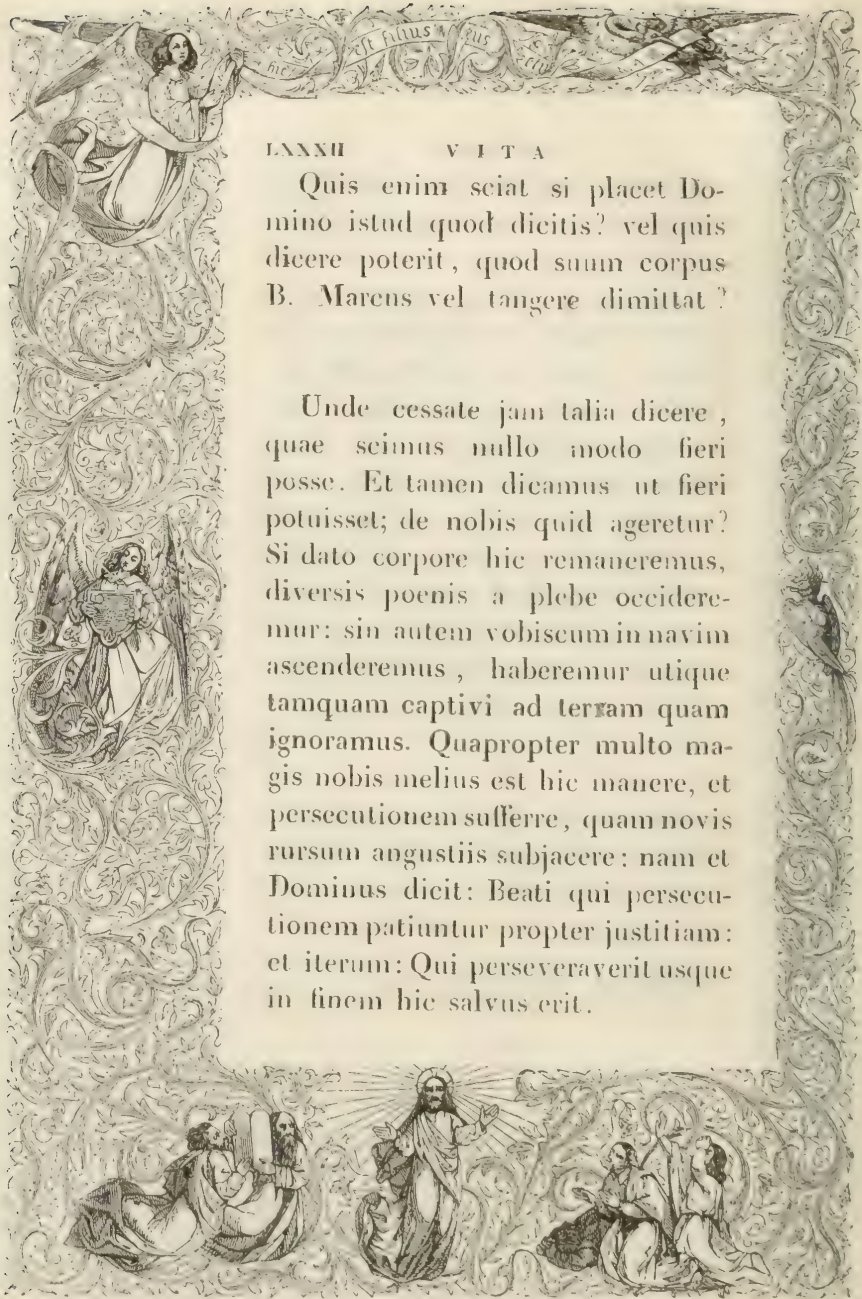 hic est filius meus
LXXXII VITA
Quis enim sciat si placet Do-
mino istud quod dicitis? vel quis
dicere poterit, quod suum corpus
B. Marcus vel tangere dimittat?
Unde cessate jam talia dicere,
quae scimus nullo modo fieri
posse. Et tamen dicamus ut fieri
potuisset; de nobis quid ageretur?
Si dato corpore hic remaneremus,
diversis poenis a plebe occidere-
mur: sin autem vobiscum in navim
ascenderemus, haberemur utique
tamquam captivi ad terram quam
ignoramus. Quapropter multo ma-
gis nobis melius est hic manere, et
persecutionem sufferre, quam novis
rursum angustiis subjacere: nam et
Dominus dicit: Beati qui persecu-
tionem patiuntur propter justitiam:
et iterum: Qui perseveraverit usque
in finem hic salvus erit.